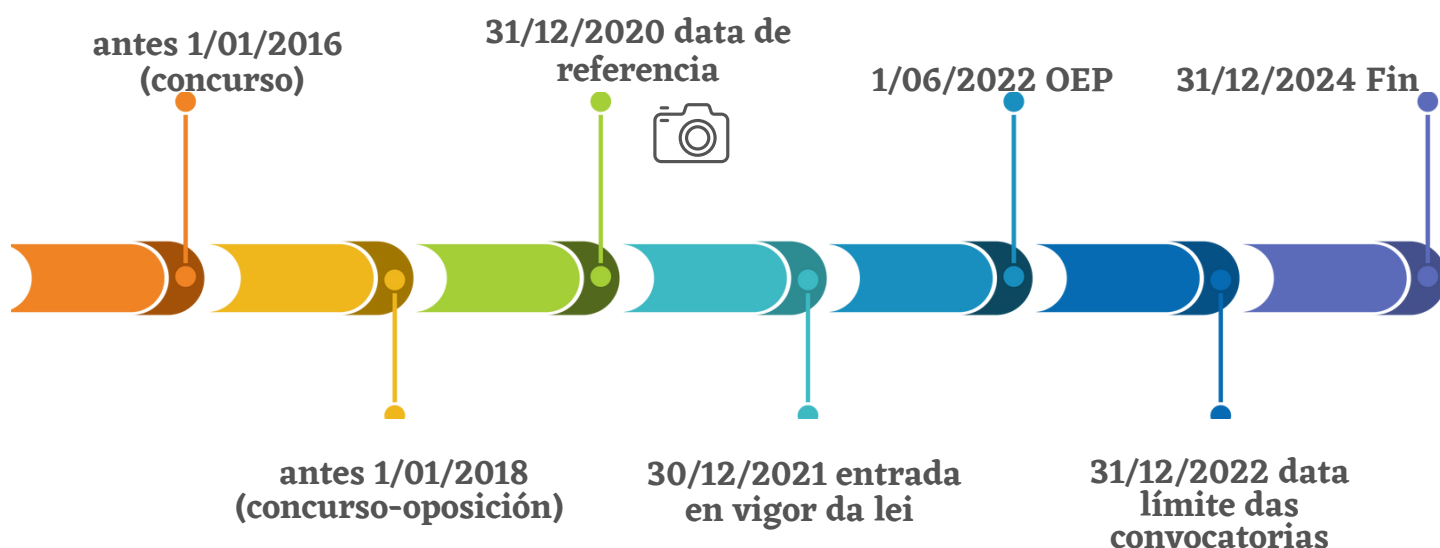 antes 1/01/2016
(concurso)
31/12/2020 data de
referencia
1/06/2022 OEP
31/12/2024 Fin
antes 1/01/2018
(concurso-oposición)
30/12/2021 entrada
en vigor da lei
31/12/2022 data
límite das
convocatorias